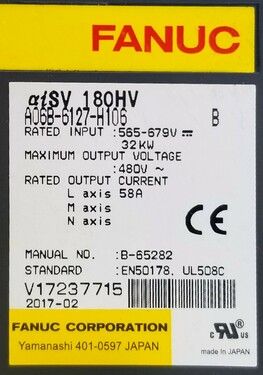 FANUC
αiSV 180HV
A06B-6127-H106 B
RATED INPUT :565-679V ⎓
32KW
MAXIMUM OUTPUT VOLTAGE
:480V ~
RATED OUTPUT CURRENT
L axis 58A
M axis
N axis
CE
MANUAL NO. :B-65282
STANDARD :EN50178. UL508C
V17237715
2017-02
FANUC CORPORATION
Yamanashi 401-0597 JAPAN
c RU US
made in JAPAN